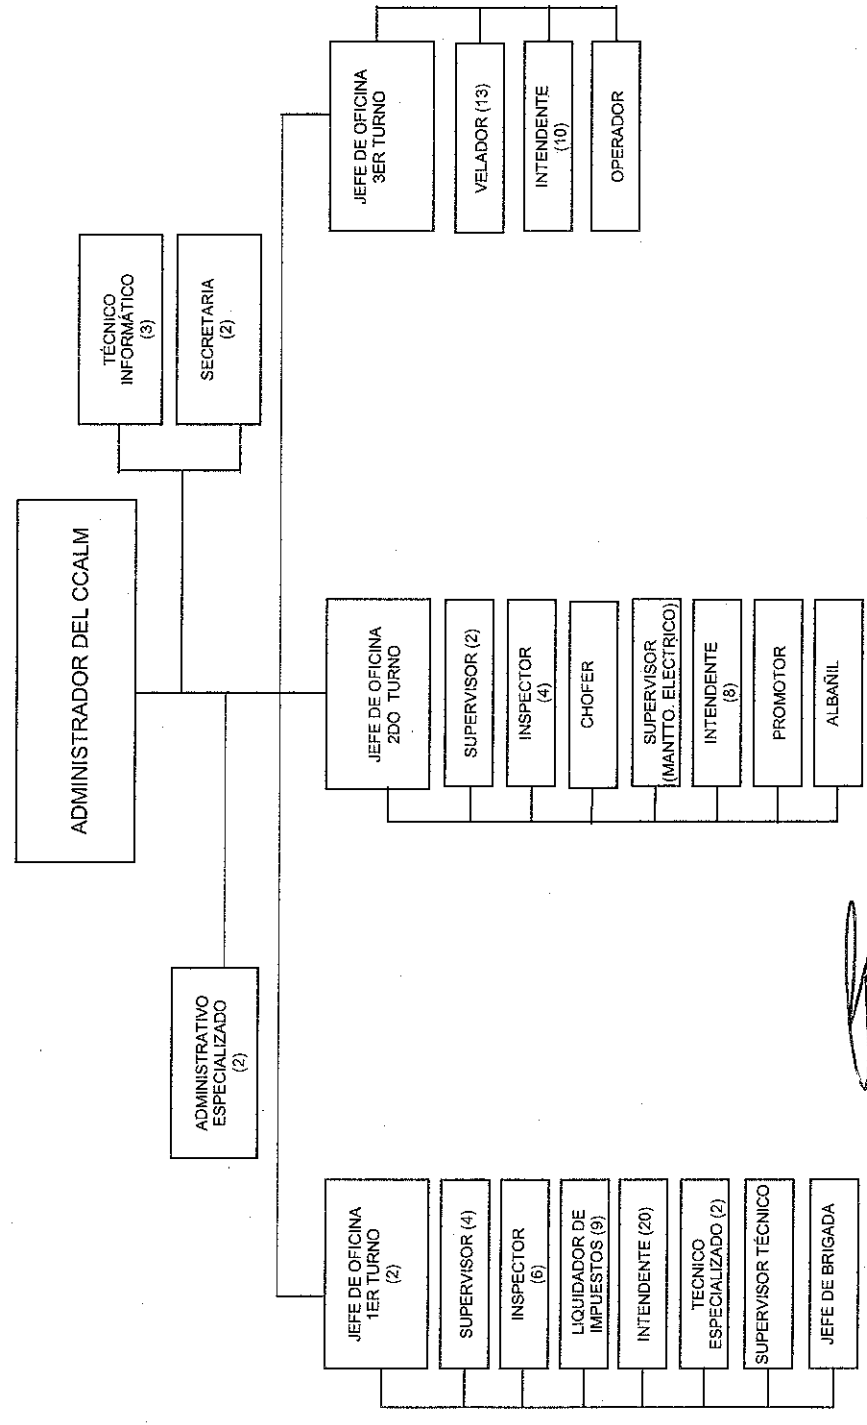 ADMINISTRADOR DEL CCALM
TÉCNICO
INFORMÁTICO
(3)
SECRETARIA
(2)
ADMINISTRATIVO
ESPECIALIZADO
(2)
JEFE DE OFICINA
1ER TURNO
(2)
SUPERVISOR (4)
INSPECTOR
(6)
LIQUIDADOR DE
IMPUESTOS (9)
INTENDENTE (20)
TECNICO
ESPECIALIZADO (2)
SUPERVISOR TÉCNICO
JEFE DE BRIGADA
JEFE DE OFICINA
2DO TURNO
SUPERVISOR (2)
INSPECTOR
(4)
CHOFER
SUPERVISOR
(MANTTO. ELECTRICO)
INTENDENTE
(8)
PROMOTOR
ALBAÑIL
JEFE DE OFICINA
3ER TURNO
VELADOR (13)
INTENDENTE
(10)
OPERADOR